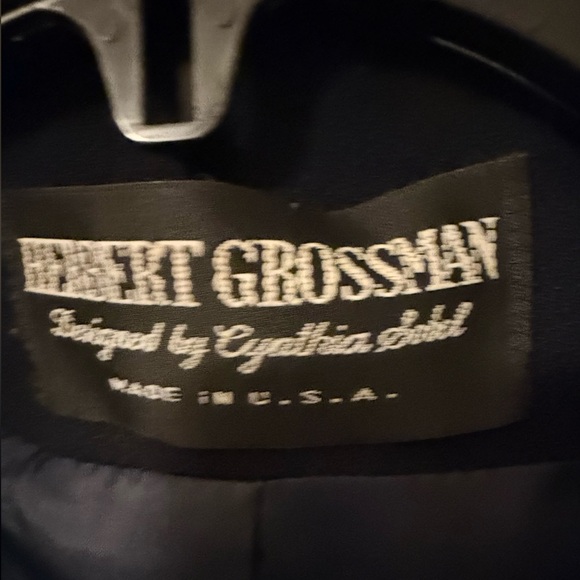 HERBERT GROSSMAN
Designed by Cynthia Sobel
MADE IN U.S.A.